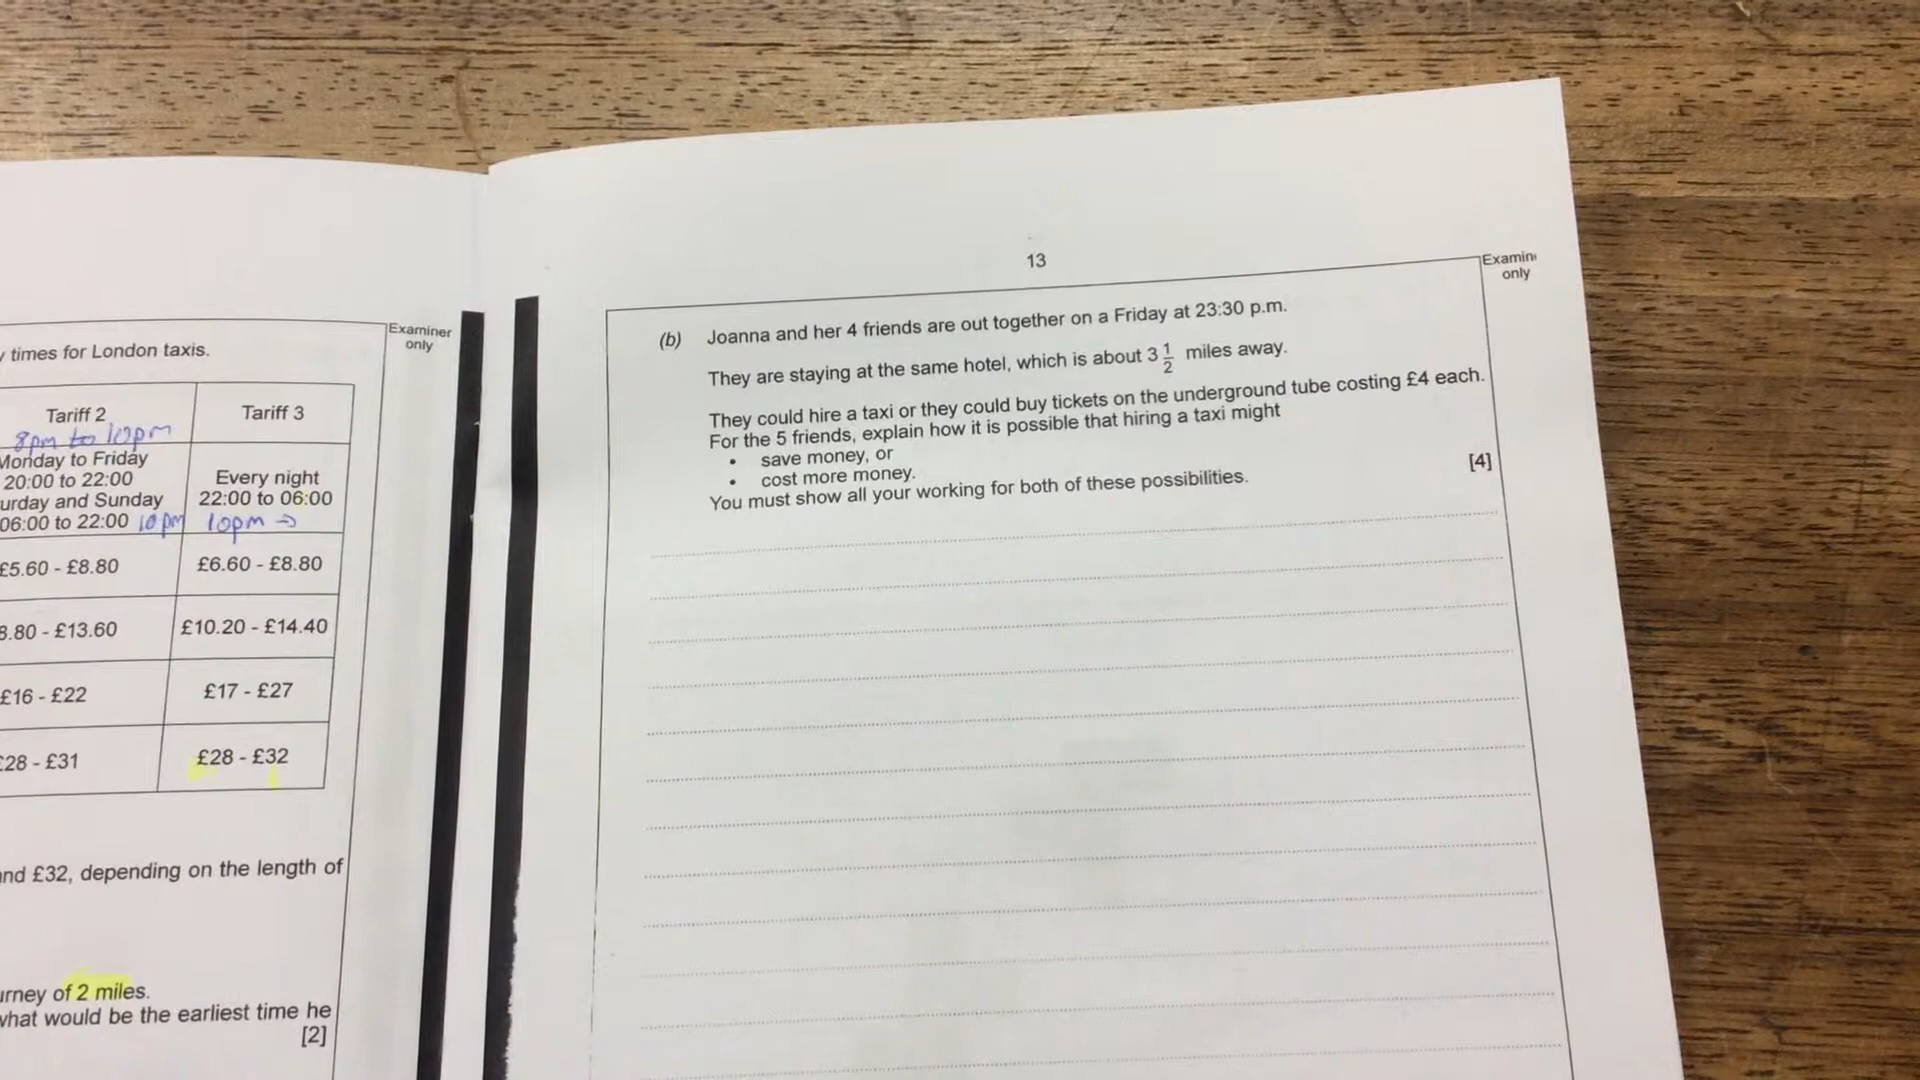 Examiner
only
times for London taxis.
Tariff 2
Tariff 3
8pm to 10pm
Monday to Friday
20:00 to 22:00
urday and Sunday
06:00 to 22:00 10pm
Every night
22:00 to 06:00
10pm →
£5.60 - £8.80
£6.60 - £8.80
8.80 - £13.60
£10.20 - £14.40
£16 - £22
£17 - £27
£28 - £31
£28 - £32
and £32, depending on the length of
urney of 2 miles.
what would be the earliest time he
[2]
13
Examine
only
(b) Joanna and her 4 friends are out together on a Friday at 23:30 p.m.
They are staying at the same hotel, which is about 3 1/2 miles away.
They could hire a taxi or they could buy tickets on the underground tube costing £4 each.
For the 5 friends, explain how it is possible that hiring a taxi might
• save money, or
• cost more money.
You must show all your working for both of these possibilities.
[4]